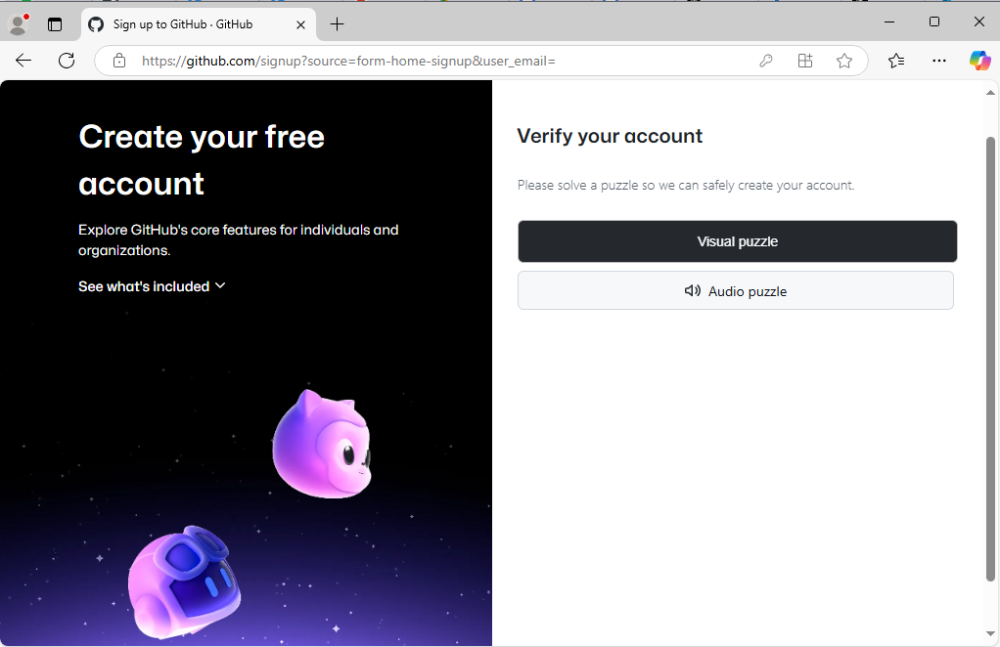 Sign up to GitHub · GitHub
https://github.com/signup?source=form-home-signup&user_email=
Create your free
account
Explore GitHub's core features for individuals and
organizations.
See what's included
Verify your account
Please solve a puzzle so we can safely create your account.
Visual puzzle
Audio puzzle